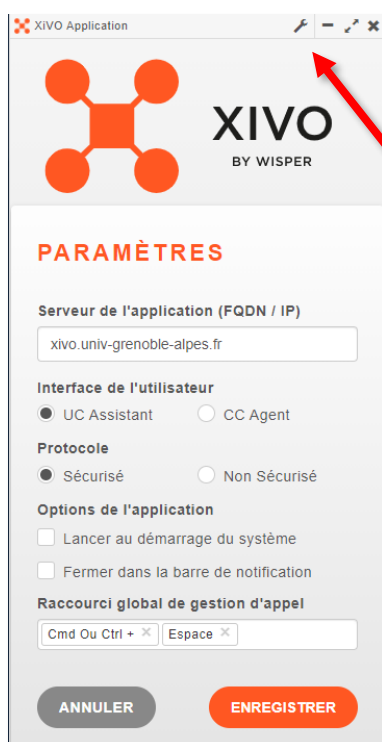 XiVO Application
XIVO
BY WISPER
PARAMÈTRES
Serveur de l'application (FQDN / IP)
xivo.univ-grenoble-alpes.fr
Interface de l'utilisateur
UC Assistant CC Agent
Protocole
Sécurisé Non Sécurisé
Options de l'application
Lancer au démarrage du système
Fermer dans la barre de notification
Raccourci global de gestion d'appel
Cmd Ou Ctrl + × Espace ×
ANNULER ENREGISTRER